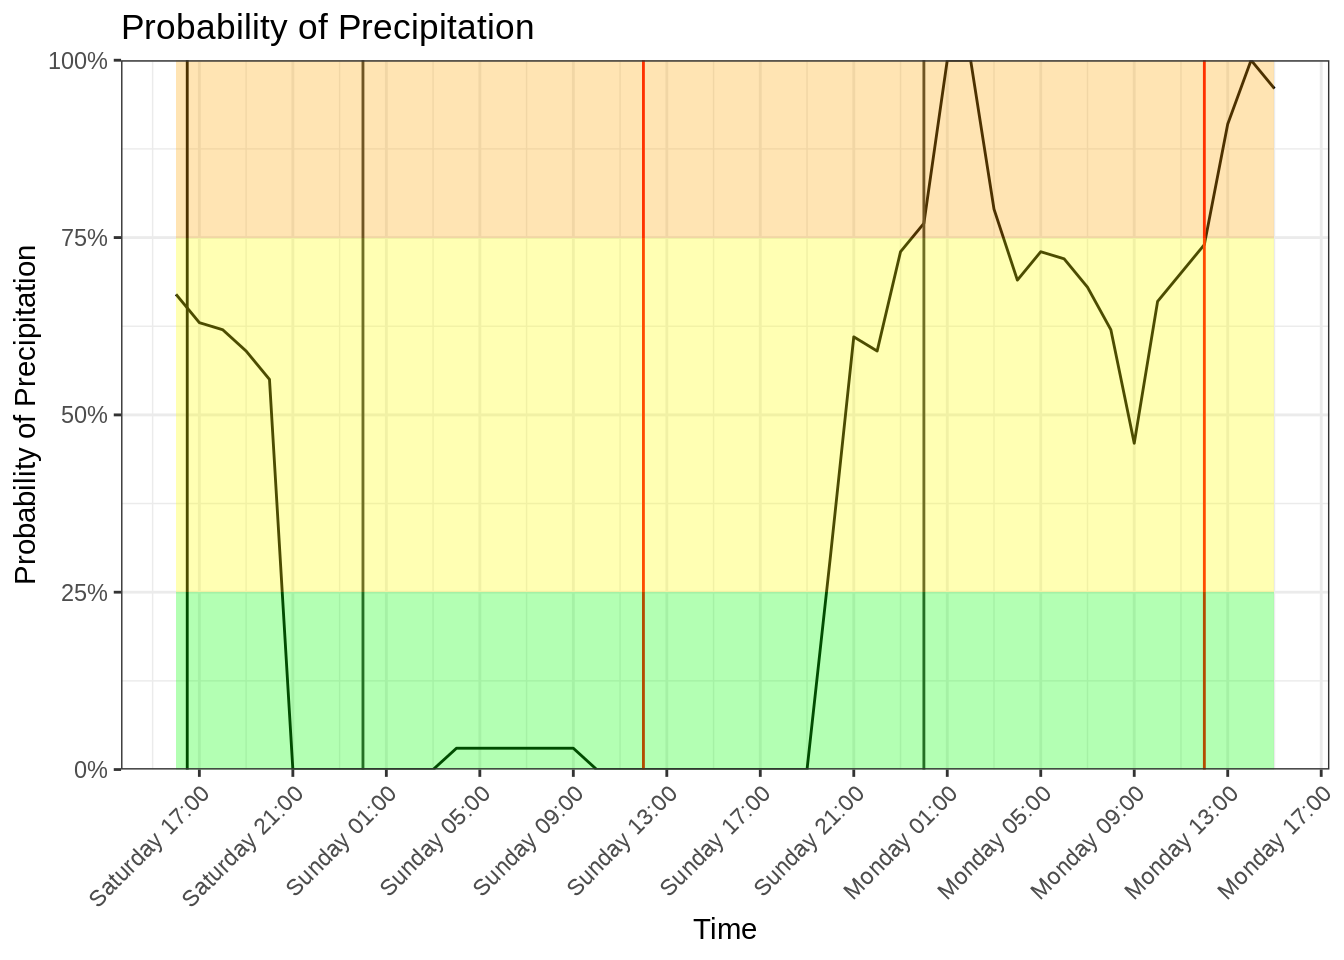 Probability of Precipitation
Probability of Precipitation
100%
75%
50%
25%
0%
Saturday 17:00
Saturday 21:00
Sunday 01:00
Sunday 05:00
Sunday 09:00
Sunday 13:00
Sunday 17:00
Sunday 21:00
Monday 01:00
Monday 05:00
Monday 09:00
Monday 13:00
Monday 17:00
Time